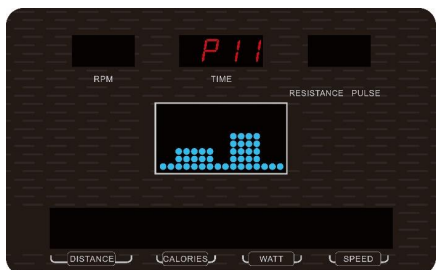 P11
RPM
TIME
RESISTANCE PULSE
DISTANCE CALORIES WATT SPEED